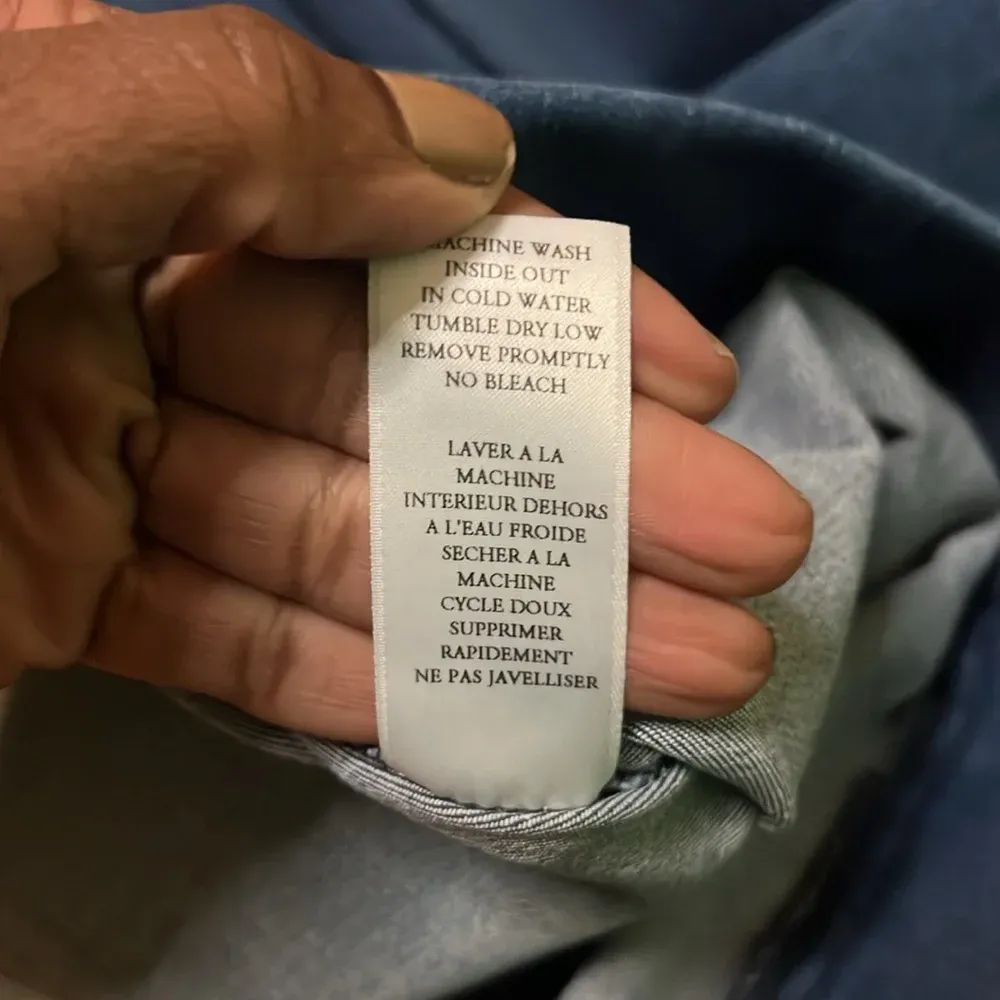 MACHINE WASH
INSIDE OUT
IN COLD WATER
TUMBLE DRY LOW
REMOVE PROMPTLY
NO BLEACH
LAVER A LA
MACHINE
INTERIEUR DEHORS
A L'EAU FROIDE
SECHER A LA
MACHINE
CYCLE DOUX
SUPPRIMER
RAPIDEMENT
NE PAS JAVELLISER